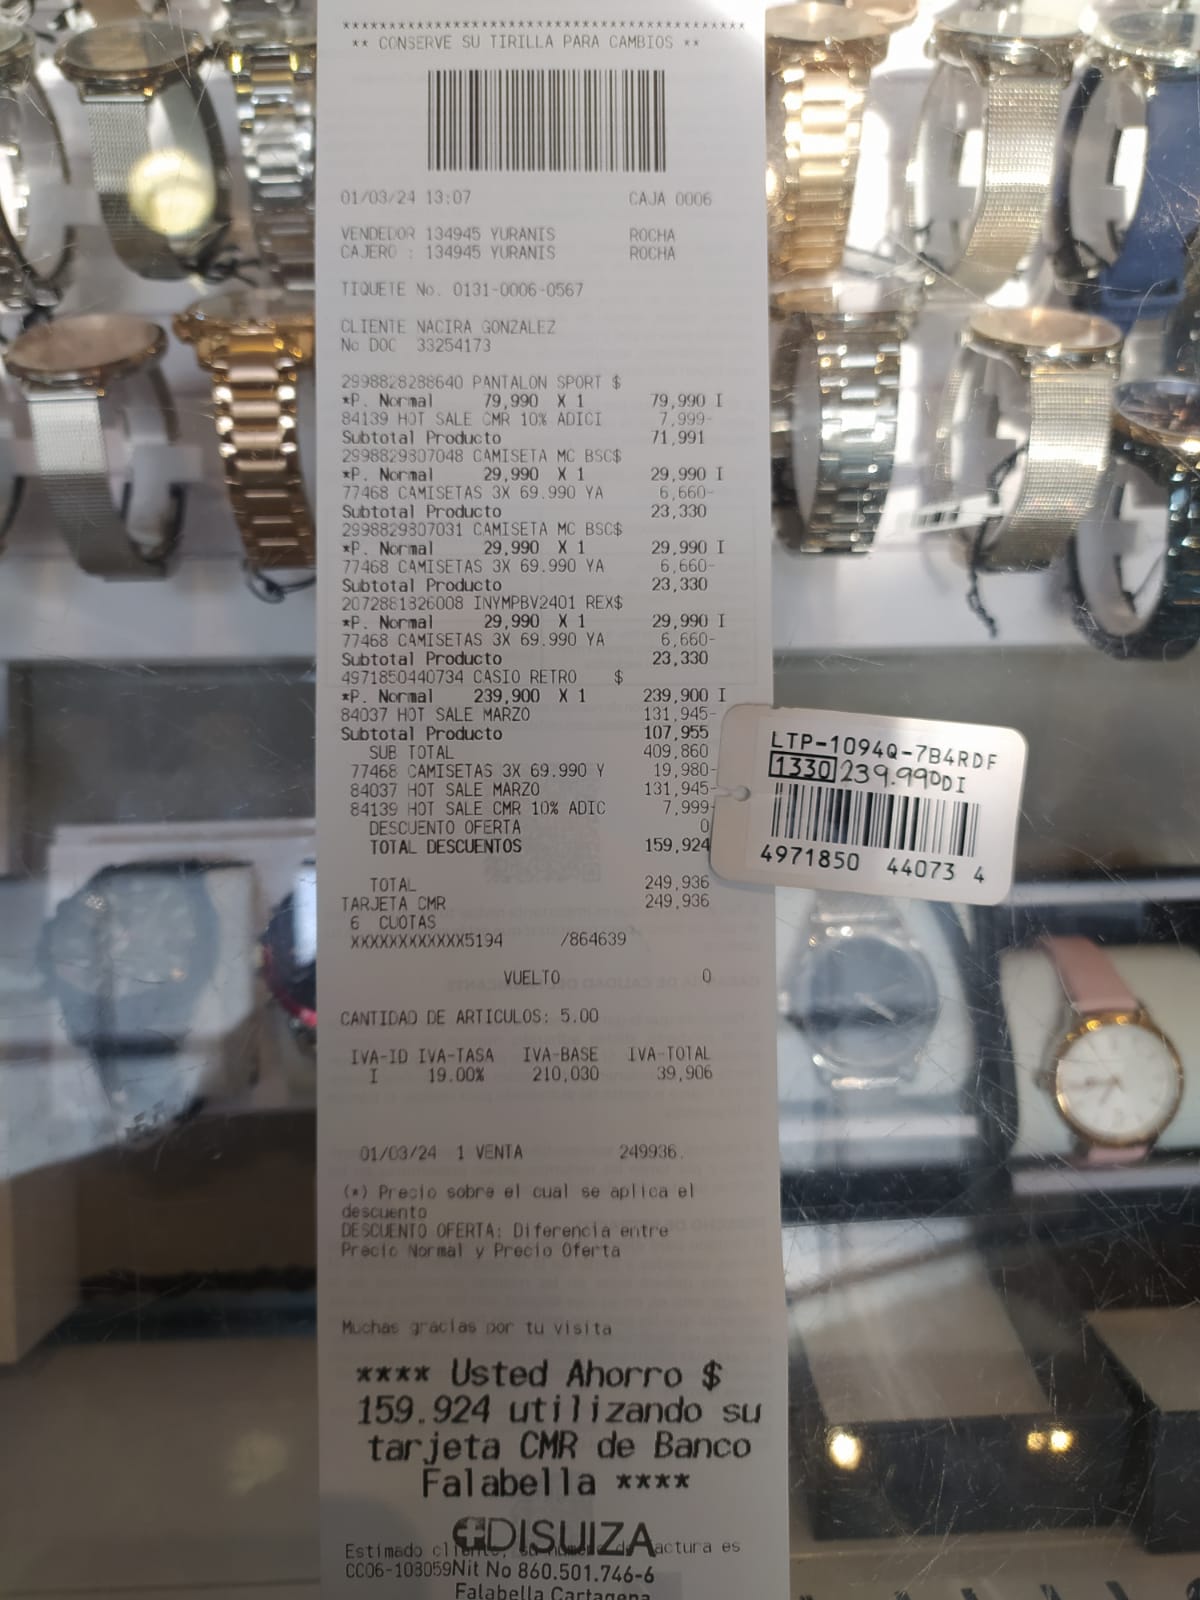 ** CONSERVE SU TIRILLA PARA CAMBIOS **
01/03/24 13:07 CAJA 0006
VENDEDOR 134945 YURANIS ROCHA
CAJERO : 134945 YURANIS ROCHA
TIQUETE No. 0131-0006-0567
CLIENTE NACIRA GONZALEZ
No DOC 33254173
2998828288640 PANTALON SPORT $
*P. Normal 79,990 X 1 79,990 I
84139 HOT SALE CMR 10% ADICI 7,999-
Subtotal Producto 71,991
2998829307048 CAMISETA MC BSC$
*P. Normal 29,990 X 1 29,990 I
77468 CAMISETAS 3X 69.990 YA 6,660-
Subtotal Producto 23,330
2998829307031 CAMISETA MC BSC$
*P. Normal 29,990 X 1 29,990 I
77468 CAMISETAS 3X 69.990 YA 6,660-
Subtotal Producto 23,330
2072881326008 INYMPBV2401 REX$
*P. Normal 29,990 X 1 29,990 I
77468 CAMISETAS 3X 69.990 YA 6,660-
Subtotal Producto 23,330
4971850440734 CASIO RETRO $
*P. Normal 239,900 X 1 239,900 I
84037 HOT SALE MARZO 131,945-
Subtotal Producto 107,955
SUB TOTAL 409,860
77468 CAMISETAS 3X 69.990 Y 19,980-
84037 HOT SALE MARZO 131,945-
84139 HOT SALE CMR 10% ADIC 7,999-
DESCUENTO OFERTA 0
TOTAL DESCUENTOS 159,924
TOTAL 249,936
TARJETA CMR 249,936
6 CUOTAS
XXXXXXXXXXXX5194 /864639
VUELTO 0
CANTIDAD DE ARTICULOS: 5.00
IVA-ID IVA-TASA IVA-BASE IVA-TOTAL
I 19.00% 210,030 39,906
01/03/24 1 VENTA 249936.
(*) Precio sobre el cual se aplica el
descuento
DESCUENTO OFERTA: Diferencia entre
Precio Normal y Precio Oferta
Muchas gracias por tu visita
**** Usted Ahorro $
159.924 utilizando su
tarjeta CMR de Banco
Falabella ****
DISUIZA
Estimado cliente, su numero de factura es
CC06-103059
Nit No 860.501.746-6
Falabella Cartagena
LTP-1094Q-7B4RDF
1330 239.990DI
4971850 44073 4